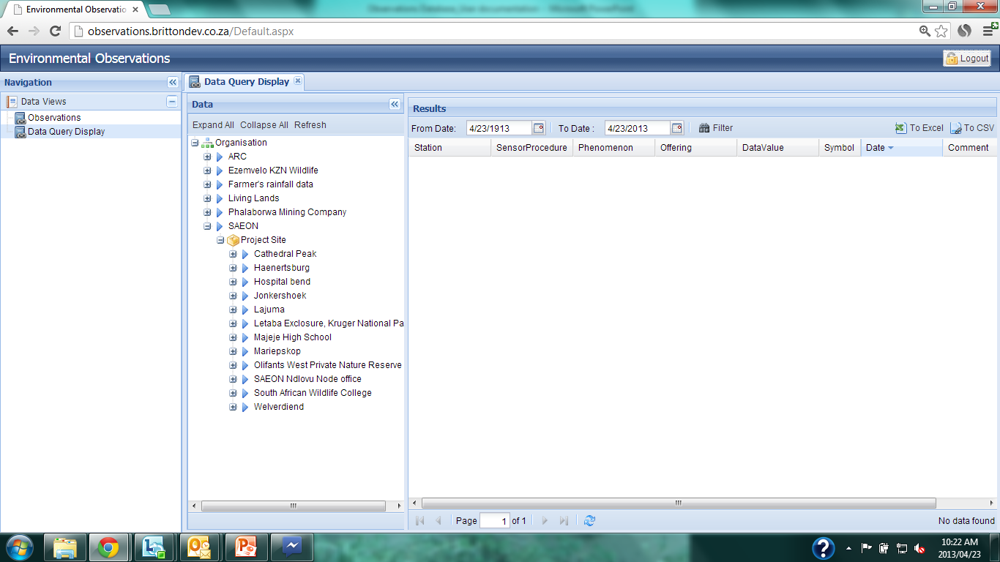 Environmental Observatio
Observations Database_User documentation - Microsoft PowerPoint
observations.brittondev.co.za/Default.aspx
Environmental Observations
Logout
Navigation
Data Views
Observations
Data Query Display
Data Query Display
Data
Expand All Collapse All Refresh
Organisation
ARC
Ezemvelo KZN Wildlife
Farmer's rainfall data
Living Lands
Phalaborwa Mining Company
SAEON
Project Site
Cathedral Peak
Haenertsburg
Hospital bend
Jonkershoek
Lajuma
Letaba Exclosure, Kruger National Pa
Majeje High School
Mariepskop
Olifants West Private Nature Reserve
SAEON Ndlovu Node office
South African Wildlife College
Welverdiend
Results
From Date: 4/23/1913 To Date : 4/23/2013 Filter To Excel To CSV
Station SensorProcedure Phenomenon Offering DataValue Symbol Date Comment
Page 1 of 1 No data found
10:22 AM
2013/04/23